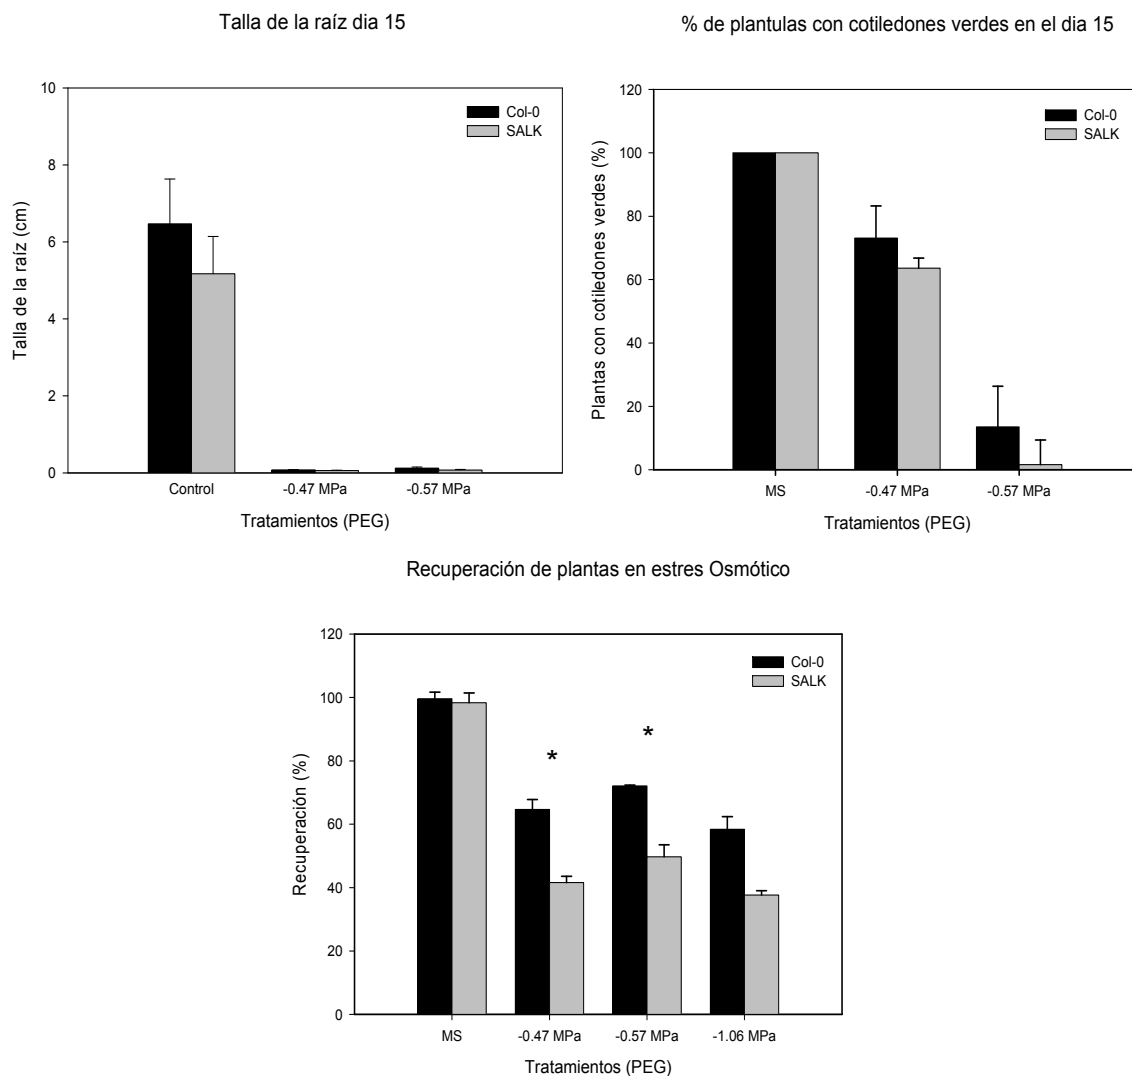 Talla de la raíz dia 15
10
8
6
4
2
0
Talla de la raíz (cm)
Col-0
SALK
Control
-0.47 MPa
-0.57 MPa
Tratamientos (PEG)
% de plantulas con cotiledones verdes en el dia 15
120
100
80
60
40
20
0
Plantas con cotiledones verdes (%)
Col-0
SALK
MS
-0.47 MPa
-0.57 MPa
Tratamientos (PEG)
Recuperación de plantas en estres Osmótico
120
100
80
60
40
20
0
Recuperación (%)
Col-0
SALK
*
*
MS
-0.47 MPa
-0.57 MPa
-1.06 MPa
Tratamientos (PEG)